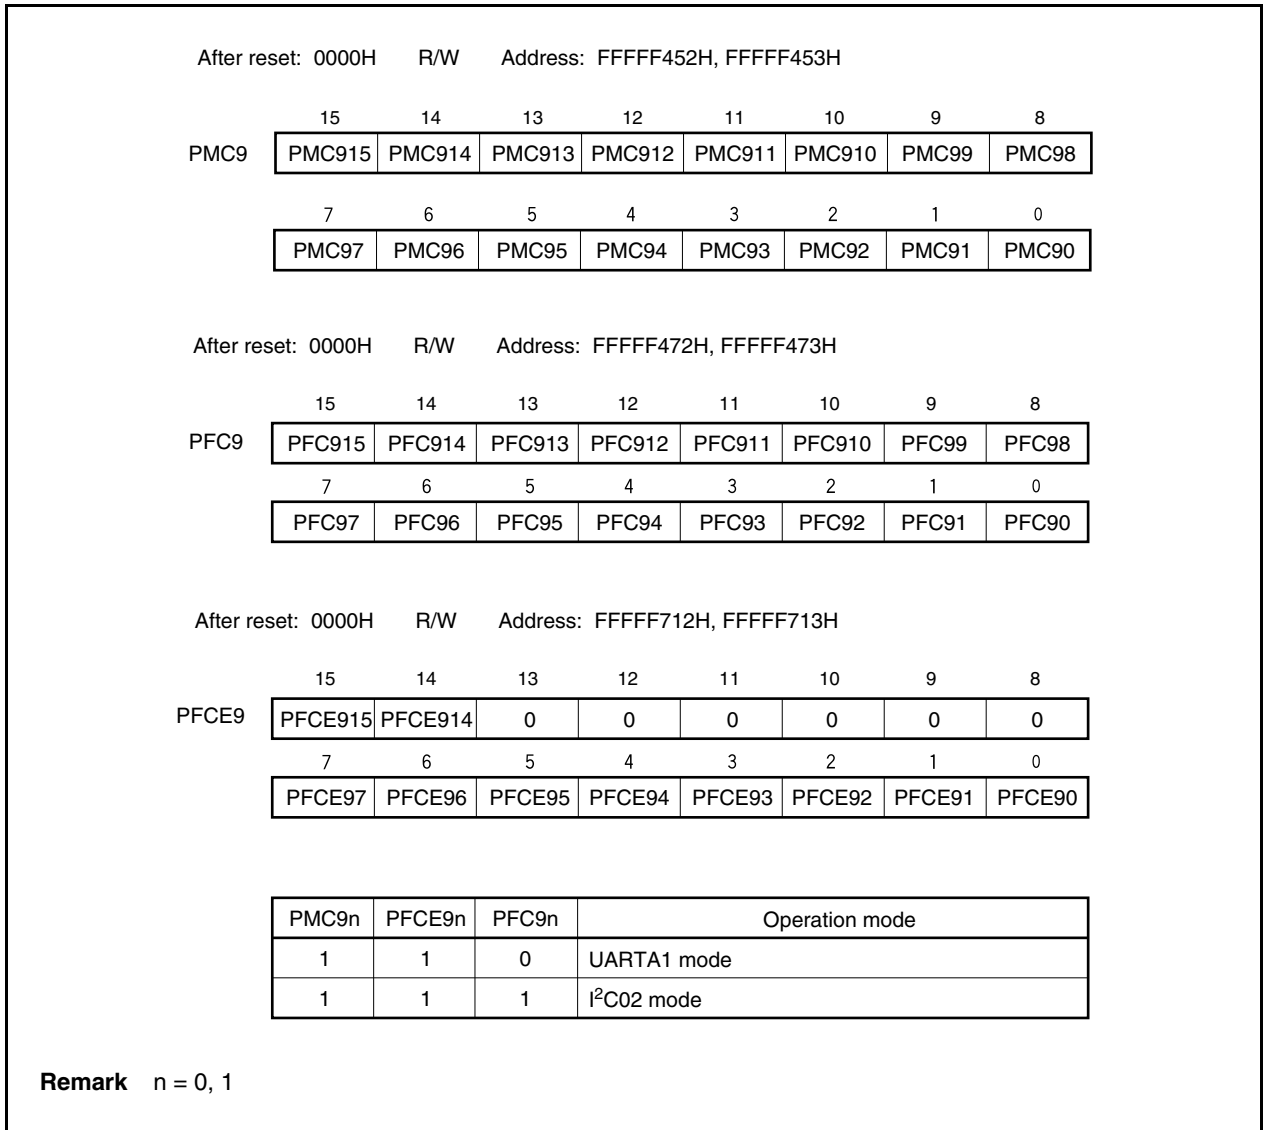 After reset: 0000H R/W Address: FFFFF452H, FFFFF453H
15 14 13 12 11 10 9 8
PMC9 PMC915 PMC914 PMC913 PMC912 PMC911 PMC910 PMC99 PMC98
7 6 5 4 3 2 1 0
PMC97 PMC96 PMC95 PMC94 PMC93 PMC92 PMC91 PMC90
After reset: 0000H R/W Address: FFFFF472H, FFFFF473H
15 14 13 12 11 10 9 8
PFC9 PFC915 PFC914 PFC913 PFC912 PFC911 PFC910 PFC99 PFC98
7 6 5 4 3 2 1 0
PFC97 PFC96 PFC95 PFC94 PFC93 PFC92 PFC91 PFC90
After reset: 0000H R/W Address: FFFFF712H, FFFFF713H
15 14 13 12 11 10 9 8
PFCE9 PFCE915 PFCE914 0 0 0 0 0 0
7 6 5 4 3 2 1 0
PFCE97 PFCE96 PFCE95 PFCE94 PFCE93 PFCE92 PFCE91 PFCE90
PMC9n PFCE9n PFC9n Operation mode
1 1 0 UARTA1 mode
1 1 1 I²C02 mode
Remark n = 0, 1